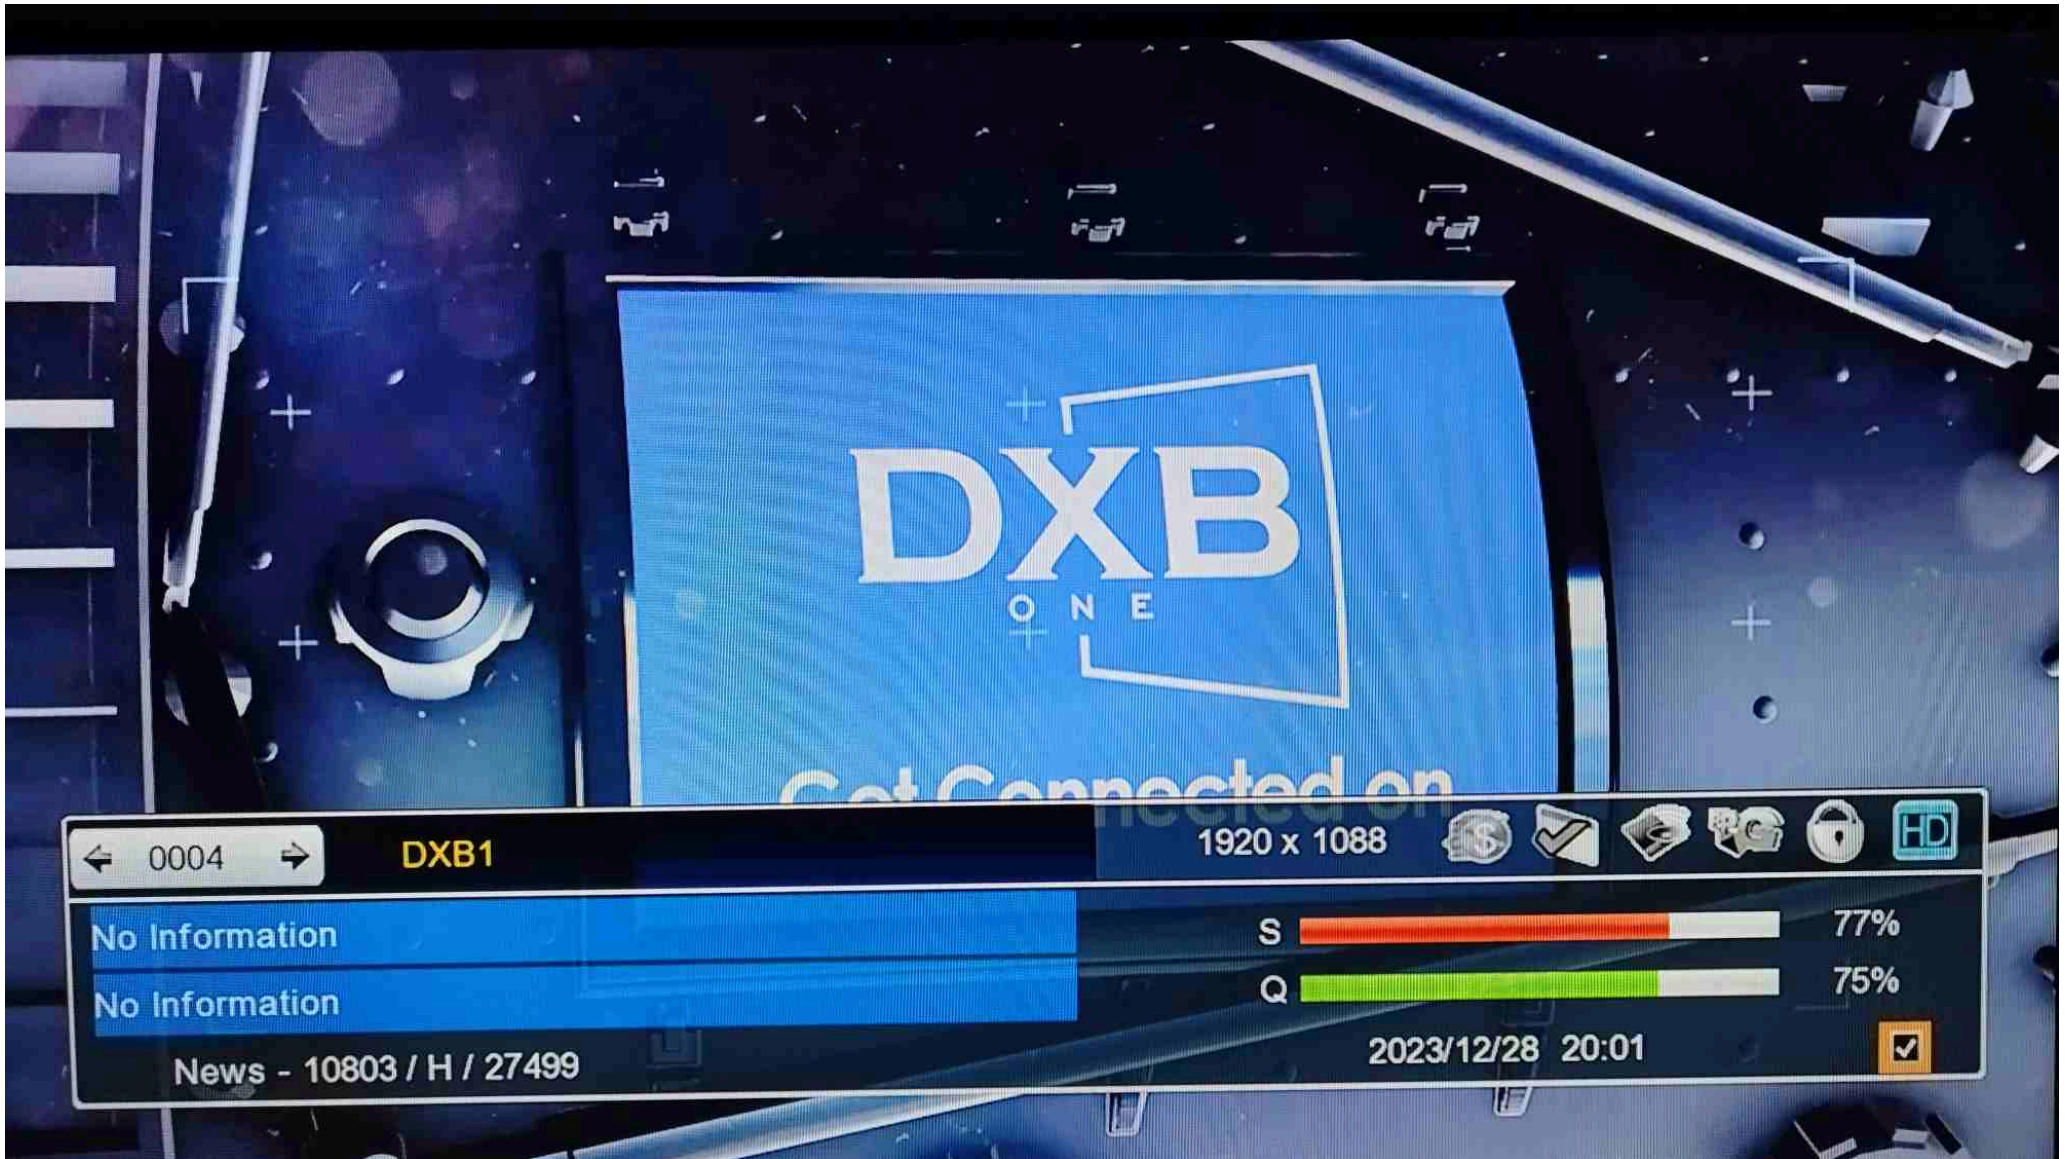 DXB
ONE
Get Connected on
0004
DXB1
1920 x 1088
HD
No Information
No Information
S 77%
Q 75%
News - 10803 / H / 27499
2023/12/28 20:01